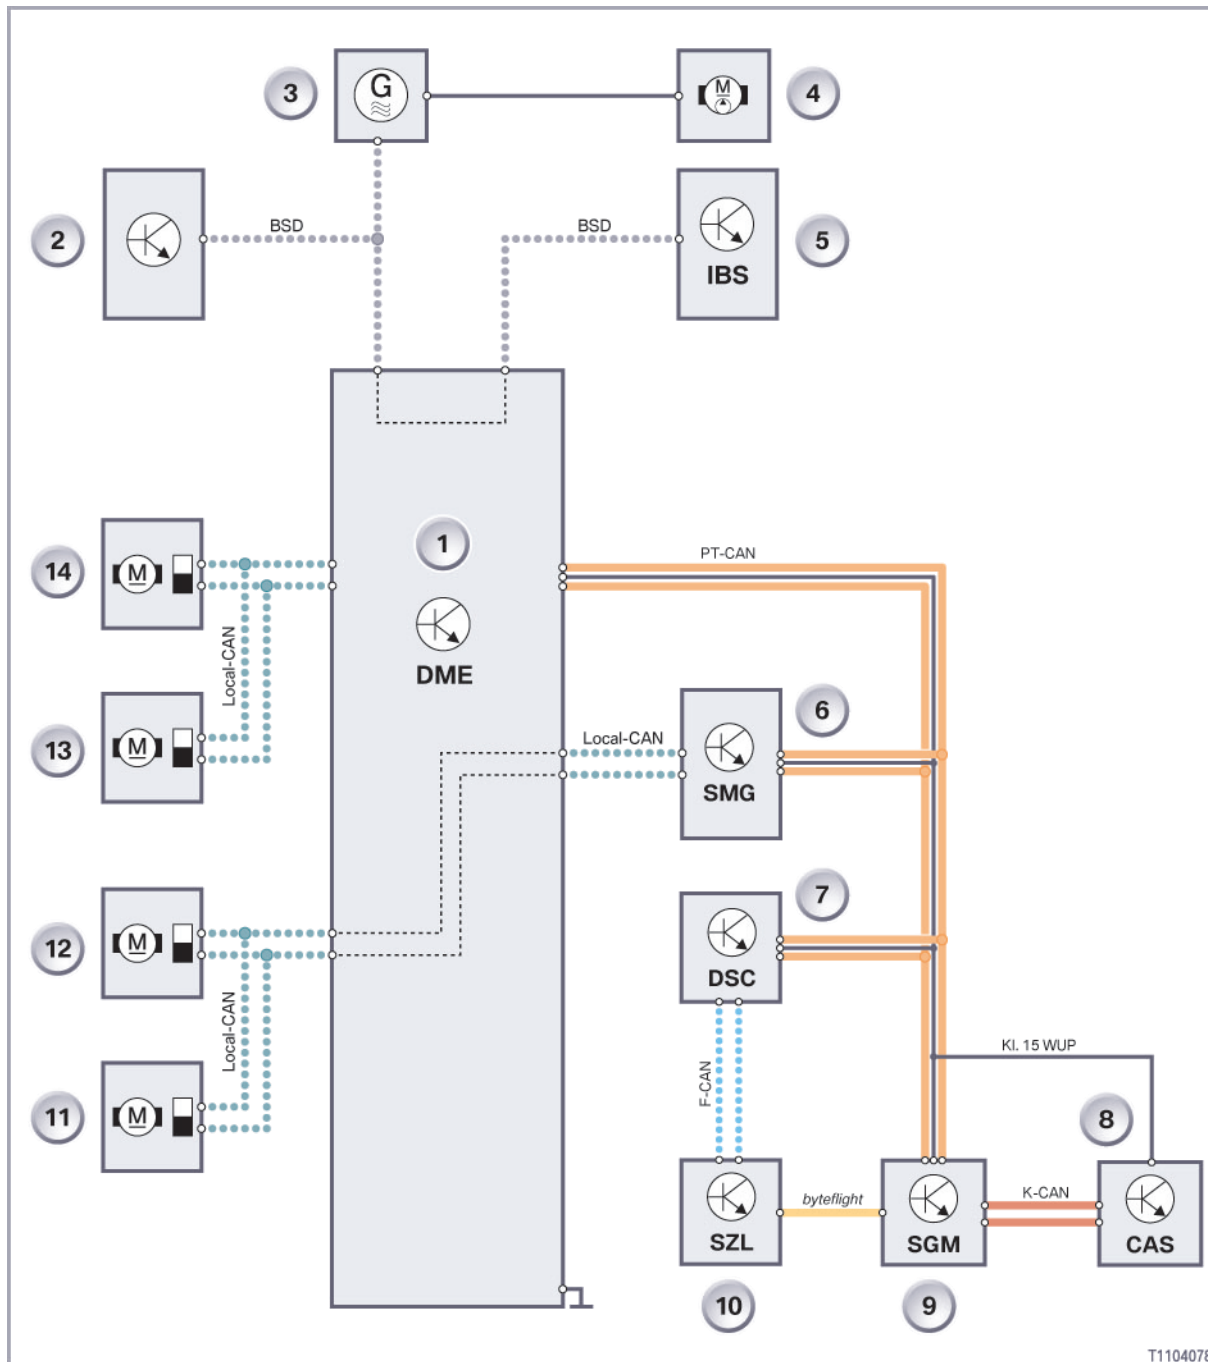 3
G
M
4
2
BSD
BSD
5
IBS
1
PT-CAN
14
M
DME
Local-CAN
6
13
M
Local-CAN
SMG
7
12
M
DSC
Local-CAN
F-CAN
Kl. 15 WUP
11
M
8
byteflight
K-CAN
SZL
SGM
CAS
10
9
T1104078